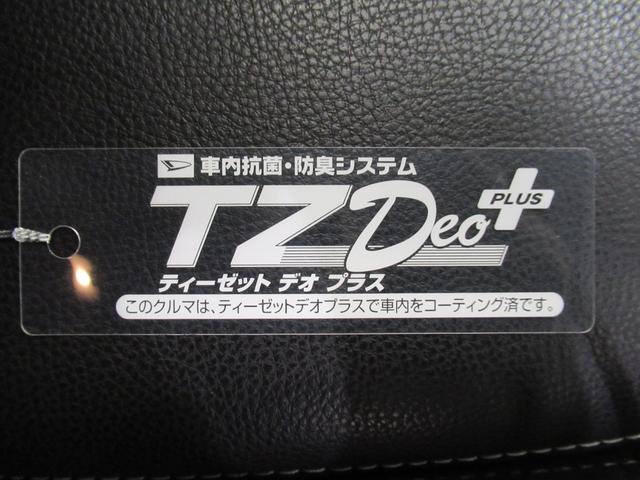 車内抗菌・防臭システム
TZ Deo PLUS
ティーゼット デオ プラス
このクルマは、ティーゼットデオプラスで車内をコーティング済です。